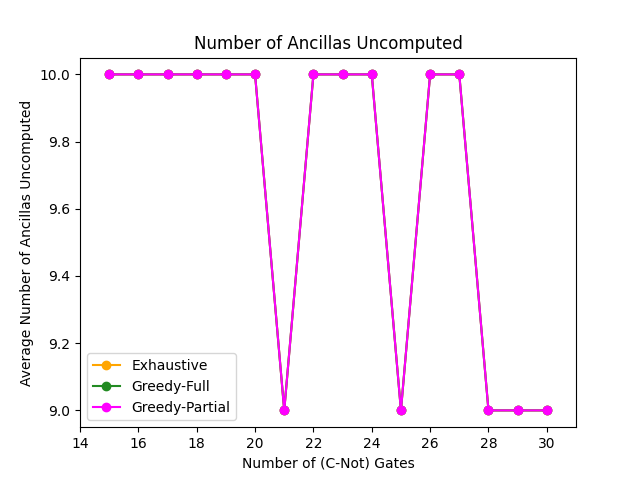 Number of Ancillas Uncomputed
Average Number of Ancillas Uncomputed
10.0
9.8
9.6
9.4
9.2
9.0
Exhaustive
Greedy-Full
Greedy-Partial
14 16 18 20 22 24 26 28 30
Number of (C-Not) Gates